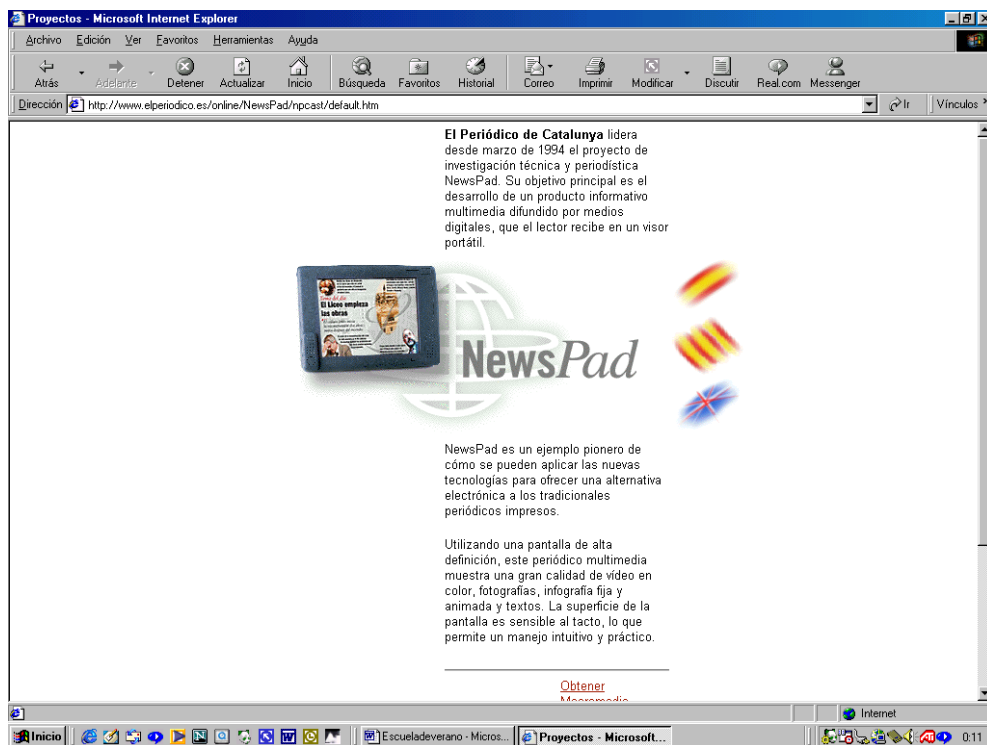 Proyectos - Microsoft Internet Explorer
Archivo Edición Ver Favoritos Herramientas Ayuda
Atrás Adelante Detener Actualizar Inicio Búsqueda Favoritos Historial Correo Imprimir Modificar Discutir Real.com Messenger
Dirección http://www.elperiodico.es/online/NewsPad/npcast/default.htm Ir Vínculos
El Periódico de Catalunya lidera
desde marzo de 1994 el proyecto de
investigación técnica y periodística
NewsPad. Su objetivo principal es el
desarrollo de un producto informativo
multimedia difundido por medios
digitales, que el lector recibe en un visor
portátil.
El Liceo empieza
las obras
NewsPad
NewsPad es un ejemplo pionero de
cómo se pueden aplicar las nuevas
tecnologías para ofrecer una alternativa
electrónica a los tradicionales
periódicos impresos.
Utilizando una pantalla de alta
definición, este periódico multimedia
muestra una gran calidad de vídeo en
color, fotografías, infografía fija y
animada y textos. La superficie de la
pantalla es sensible al tacto, lo que
permite un manejo intuitivo y práctico.
Obtener
Internet
Inicio Escueladeverano - Micros... Proyectos - Microsoft... 0:11